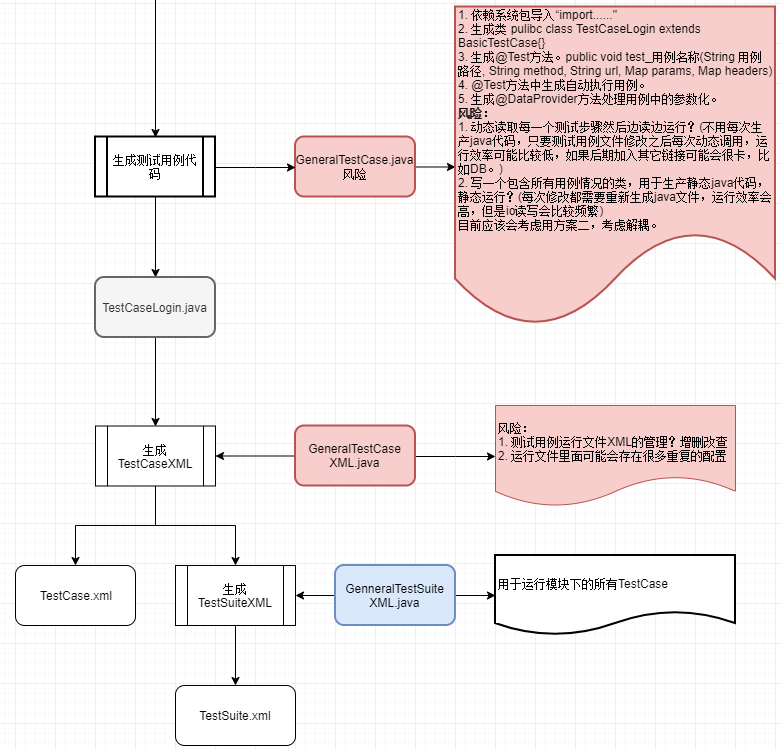 1. 依赖系统包导入“import......"
2. 生成类 pulibc class TestCaseLogin extends
BasicTestCase{}
3. 生成@Test方法。public void test_用例名称(String 用例
路径, String method, String url, Map params, Map headers)
4. @Test方法中生成自动执行用例。
5. 生成@DataProvider方法处理用例中的参数化。
风险：
1. 动态读取每一个测试步骤然后边读边运行？(不用每次生
产java代码，只要测试用例文件修改之后每次动态调用，运
行效率可能比较低，如果后期加入其它链接可能会很卡，比
如DB。)
2. 写一个包含所有用例情况的类，用于生产静态java代码，
静态运行？(每次修改都需要重新生成java文件，运行效率会
高，但是io读写会比较频繁)
目前应该会考虑用方案二，考虑解耦。
生成测试用例代
码
GeneralTestCase.java
风险
TestCaseLogin.java
生成
TestCaseXML
GeneralTestCase
XML.java
风险：
1. 测试用例运行文件XML的管理？增删改查
2. 运行文件里面可能会存在很多重复的配置
TestCase.xml
生成
TestSuiteXML
GenneralTestSuite
XML.java
用于运行模块下的所有TestCase
TestSuite.xml